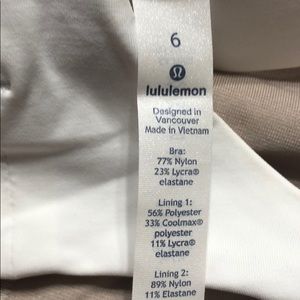 6
lululemon
Designed in
Vancouver
Made in Vietnam
Bra:
77% Nylon
23% Lycra®
elastane
Lining 1:
56% Polyester
33% Coolmax®
polyester
11% Lycra®
elastane
Lining 2:
89% Nylon
11% Elastane